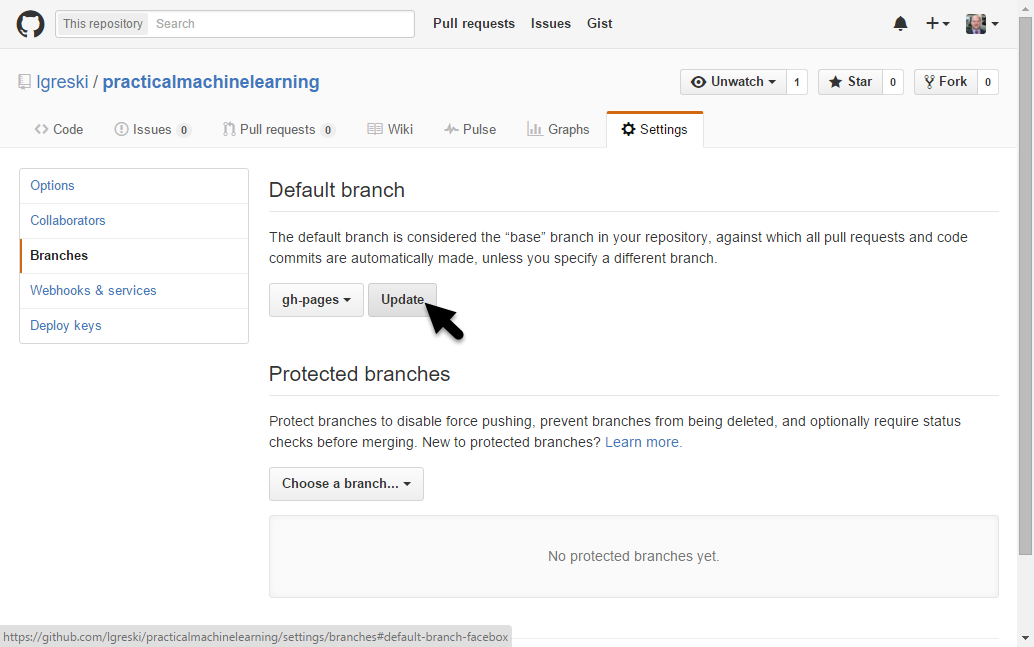 This repository Search Pull requests Issues Gist
lgreski / practicalmachinelearning Unwatch 1 Star 0 Fork 0
Code Issues 0 Pull requests 0 Wiki Pulse Graphs Settings
Options
Collaborators
Branches
Webhooks & services
Deploy keys
Default branch
The default branch is considered the “base” branch in your repository, against which all pull requests and code
commits are automatically made, unless you specify a different branch.
gh-pages Update
Protected branches
Protect branches to disable force pushing, prevent branches from being deleted, and optionally require status
checks before merging. New to protected branches? Learn more.
Choose a branch...
No protected branches yet.
https://github.com/lgreski/practicalmachinelearning/settings/branches#default-branch-facebox